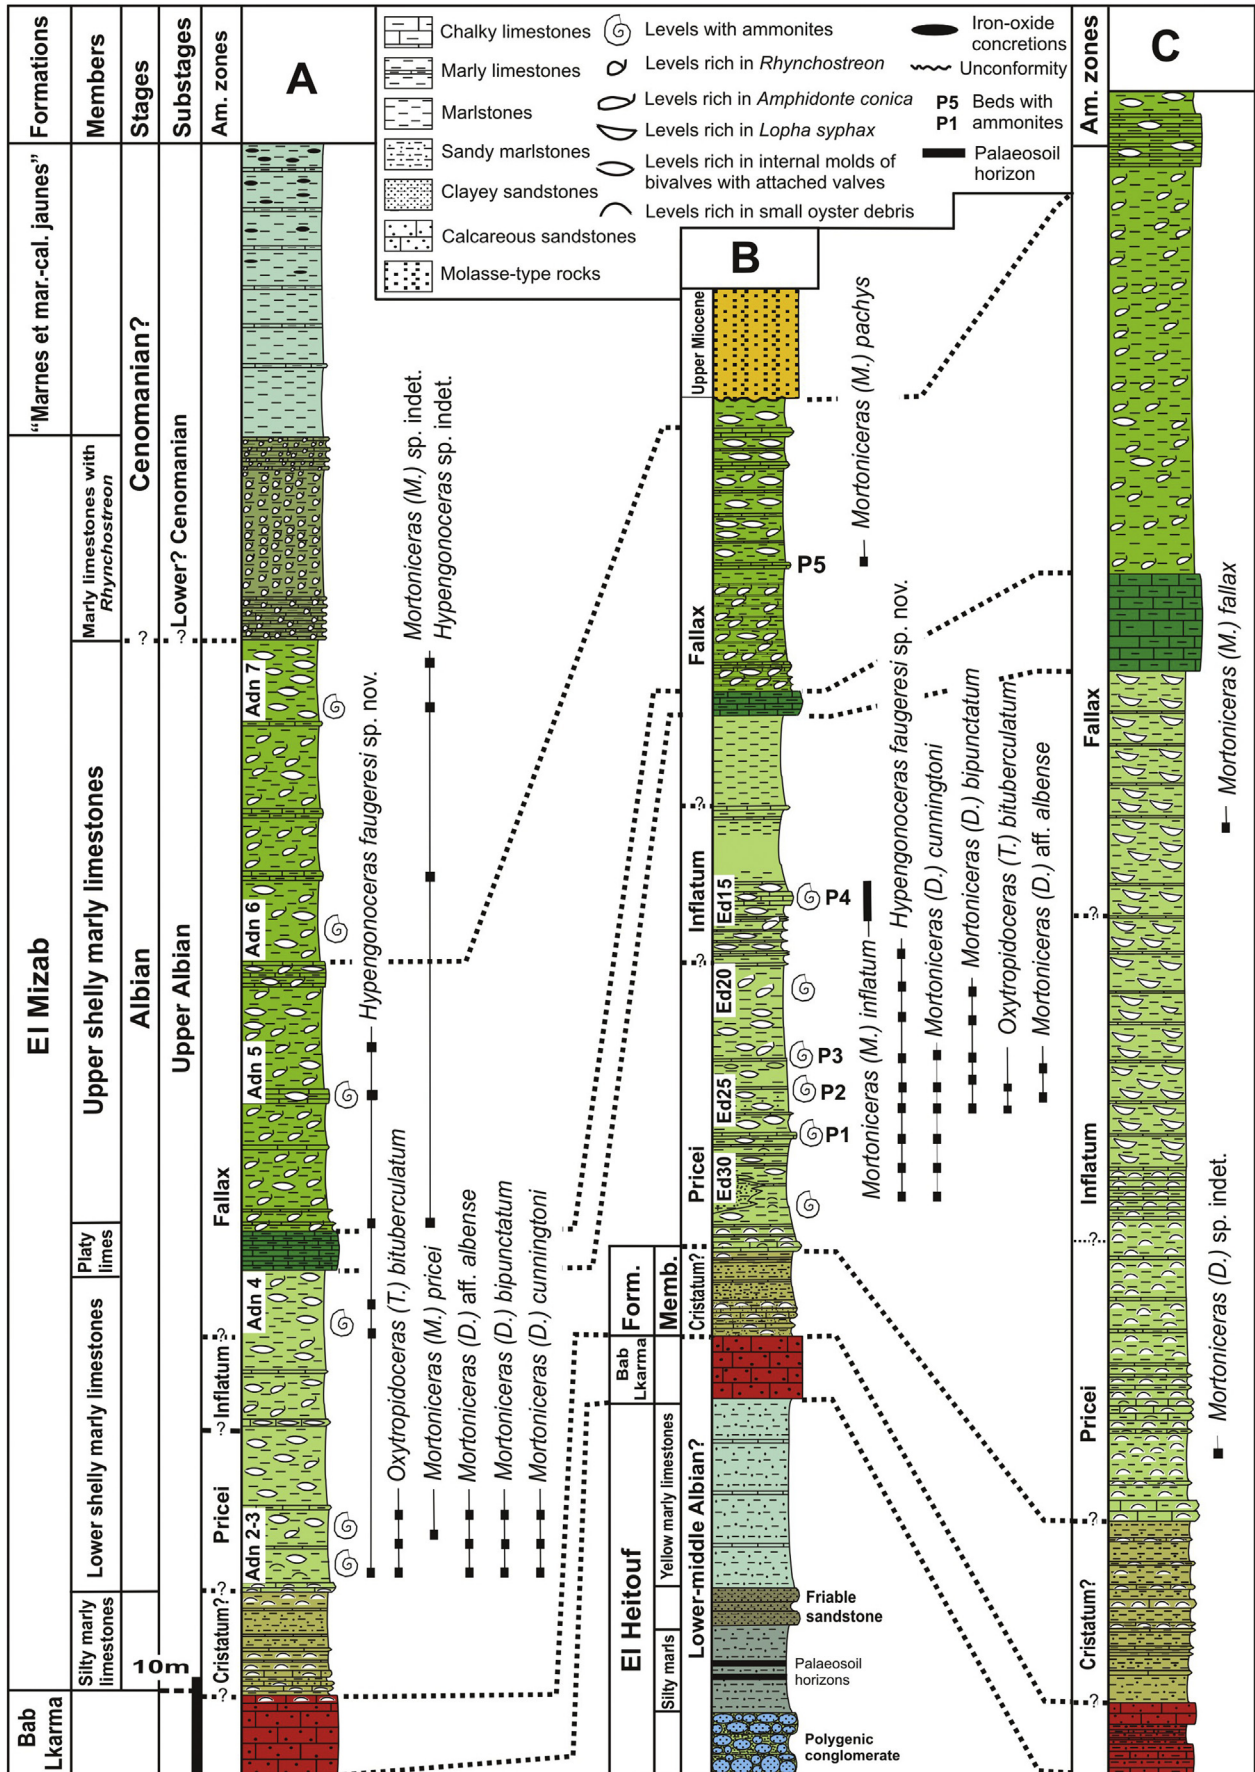 Formations
Members
Stages
Substages
Am. zones
A
Chalky limestones
Marly limestones
Marlstones
Sandy marlstones
Clayey sandstones
Calcareous sandstones
Molasse-type rocks
Levels with ammonites
Levels rich in Rhynchostreon
Levels rich in Amphidonte conica
Levels rich in Lopha syphax
Levels rich in internal molds of
bivalves with attached valves
Levels rich in small oyster debris
Iron-oxide
concretions
Unconformity
P5
P1
Beds with
ammonites
Palaeosoil
horizon
Am. zones
C
B
“Marnes et mar.-cal. jaunes”
Marly limestones with
Rhynchostreon
Cenomanian?
Lower? Cenomanian
?
?
El Mizab
Upper shelly marly limestones
Albian
Upper Albian
Platy
limes
Lower shelly marly limestones
Silty marly
limestones
Bab
Lkarma
10m
Fallax
?
Inflatum
?
Pricei
?
Cristatum?
?
Adn 7
Adn 6
Adn 5
Adn 4
Adn 2-3
Hypengonoceras faugeresi sp. nov.
Mortoniceras (M.) sp. indet.
Hypengonoceras sp. indet.
Oxytropidoceras (T.) bituberculatum
Mortoniceras (M.) pricei
Mortoniceras (D.) aff. albense
Mortoniceras (D.) bipunctatum
Mortoniceras (D.) cunningtoni
Upper Miocene
Fallax
?
Inflatum
?
Pricei
?
Cristatum?
?
Form.
Memb.
Bab
Lkarma
El Heitouf
Yellow marly limestones
Silty marls
Lower-middle Albian?
Ed15
Ed20
Ed25
Ed30
P5
P4
P3
P2
P1
Mortoniceras (M.) pachys
Mortoniceras (M.) inflatum
Hypengonoceras faugeresi sp. nov.
Mortoniceras (D.) cunningtoni
Mortoniceras (D.) bipunctatum
Oxytropidoceras (T.) bituberculatum
Mortoniceras (D.) aff. albense
Friable
sandstone
Palaeosoil
horizons
Polygenic
conglomerate
Fallax
?
Inflatum
?
Pricei
?
Cristatum?
?
Mortoniceras (M.) fallax
Mortoniceras (D.) sp. indet.